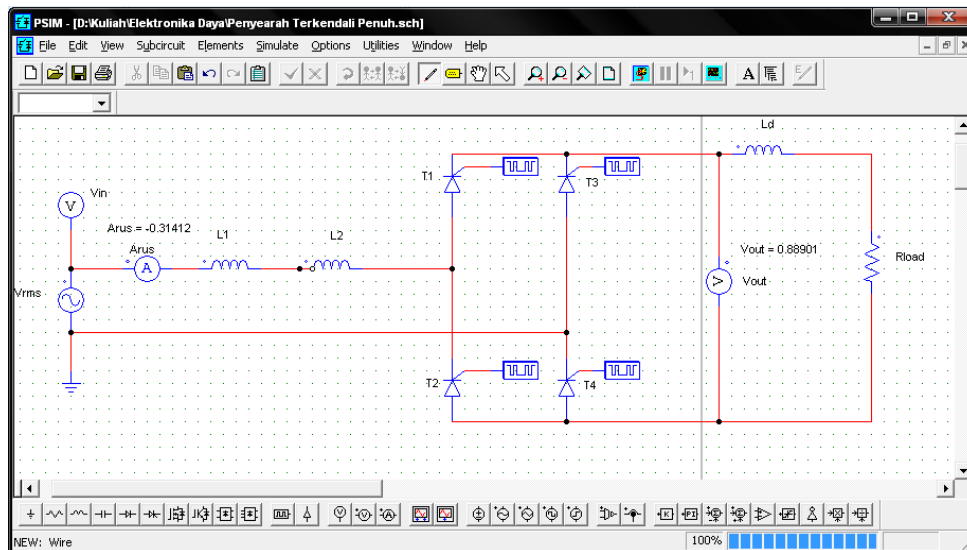 PSIM - [D:\Kuliah\Elektronika Daya\Penyearah Terkendali Penuh.sch]
File Edit View Subcircuit Elements Simulate Options Utilities Window Help
Ld
T1
T3
Vin
Arus = -0.31412
Arus
L1
L2
A
V
Vrms
Vout = 0.88901
V
Vout
Rload
T2
T4
K
PI
NEW: Wire
100%